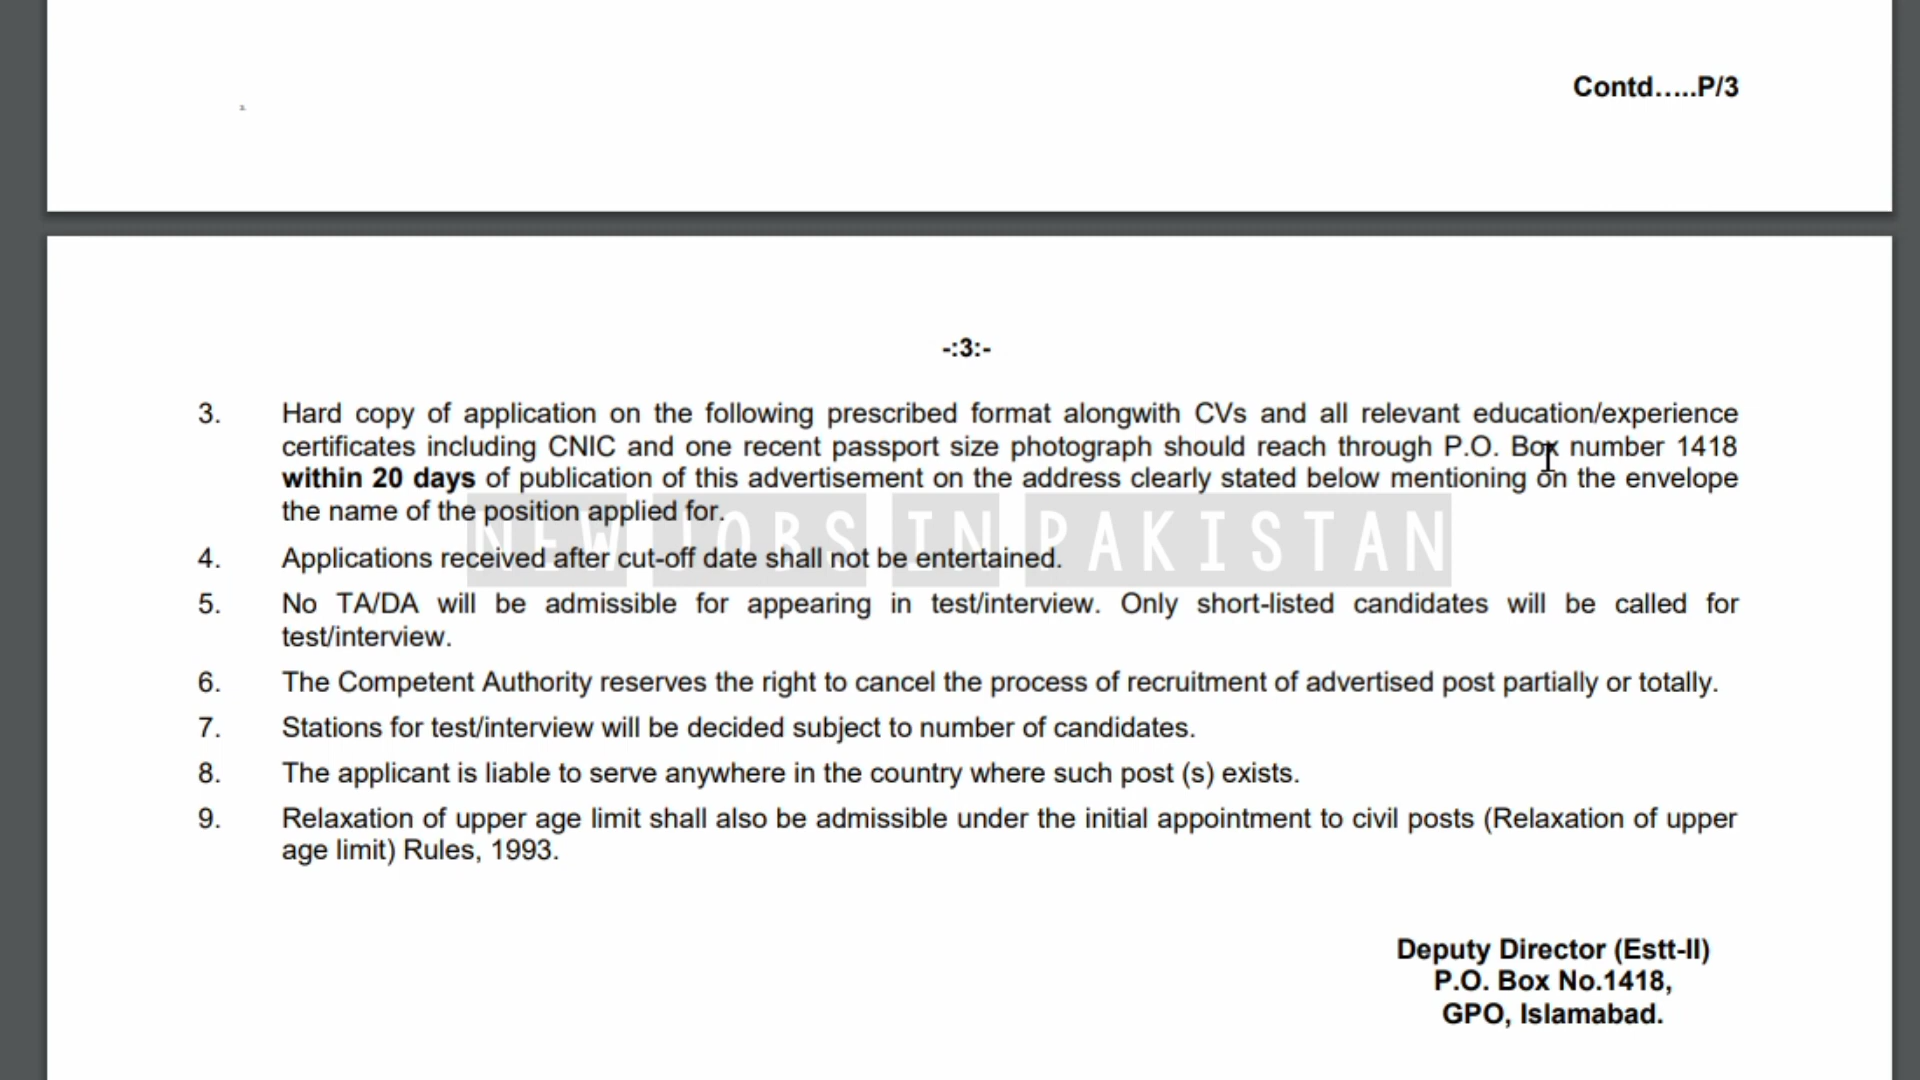 Contd.....P/3
-:3:-
3. Hard copy of application on the following prescribed format alongwith CVs and all relevant education/experience
certificates including CNIC and one recent passport size photograph should reach through P.O. Box number 1418
within 20 days of publication of this advertisement on the address clearly stated below mentioning on the envelope
the name of the position applied for.
NEW JOBS IN PAKISTAN
4. Applications received after cut-off date shall not be entertained.
5. No TA/DA will be admissible for appearing in test/interview. Only short-listed candidates will be called for
test/interview.
6. The Competent Authority reserves the right to cancel the process of recruitment of advertised post partially or totally.
7. Stations for test/interview will be decided subject to number of candidates.
8. The applicant is liable to serve anywhere in the country where such post (s) exists.
9. Relaxation of upper age limit shall also be admissible under the initial appointment to civil posts (Relaxation of upper
age limit) Rules, 1993.
Deputy Director (Estt-II)
P.O. Box No.1418,
GPO, Islamabad.